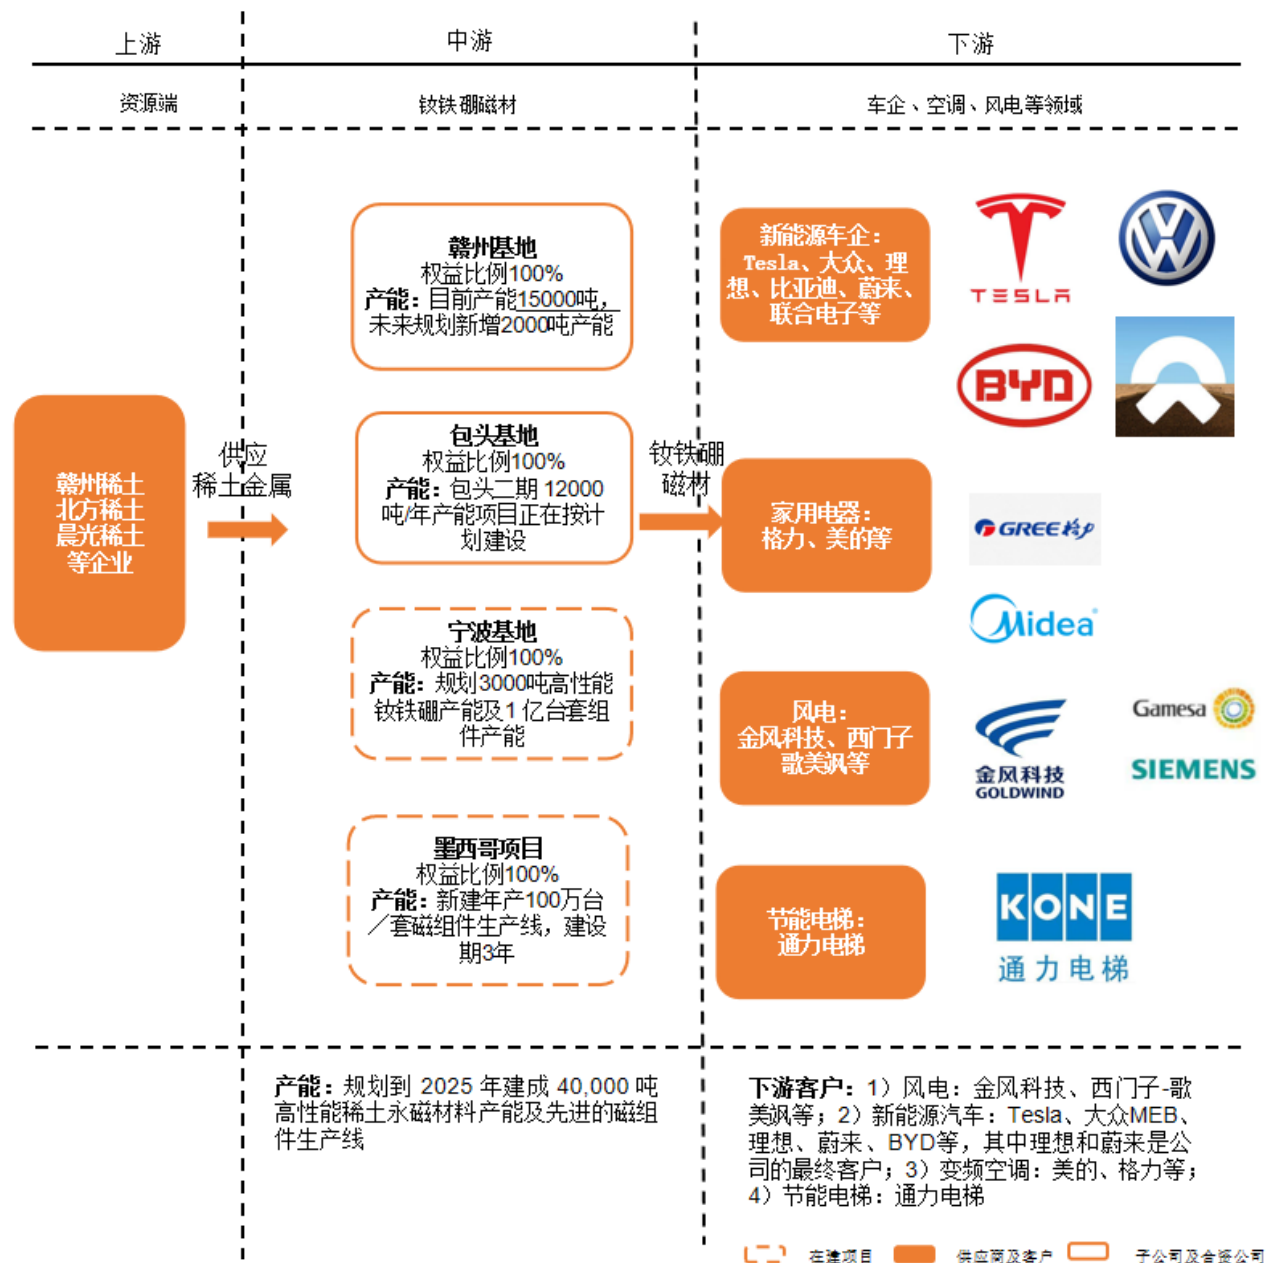 上游
中游
下游
资源端
钕铁硼磁材
车企、空调、风电等领域
赣州稀土
北方稀土
晨光稀土
等企业
供应
稀土金属
赣州基地
权益比例100%
产能：目前产能15000吨，
未来规划新增2000吨产能
包头基地
权益比例100%
产能：包头二期 12000
吨/年产能项目正在按计
划建设
宁波基地
权益比例100%
产能：规划3000吨高性能
钕铁硼产能及1 亿台套组
件产能
墨西哥项目
权益比例100%
产能：新建年产100万台
／套磁组件生产线，建设
期3年
钕铁硼
磁材
新能源车企：
Tesla、大众、理
想、比亚迪、蔚来、
联合电子等
TESLA
BYD
家用电器：
格力、美的等
GREE格力
Midea
风电：
金风科技、西门子
歌美飒等
金风科技
GOLDWIND
Gamesa
SIEMENS
节能电梯：
通力电梯
KONE
通力电梯
产能：规划到 2025 年建成 40,000 吨
高性能稀土永磁材料产能及先进的磁组
件生产线
下游客户：1）风电：金风科技、西门子-歌
美飒等；2）新能源汽车：Tesla、大众MEB、
理想、蔚来、BYD等，其中理想和蔚来是公
司的最终客户；3）变频空调：美的、格力等；
4）节能电梯：通力电梯
在建项目
供应商及客户
子公司及合资公司